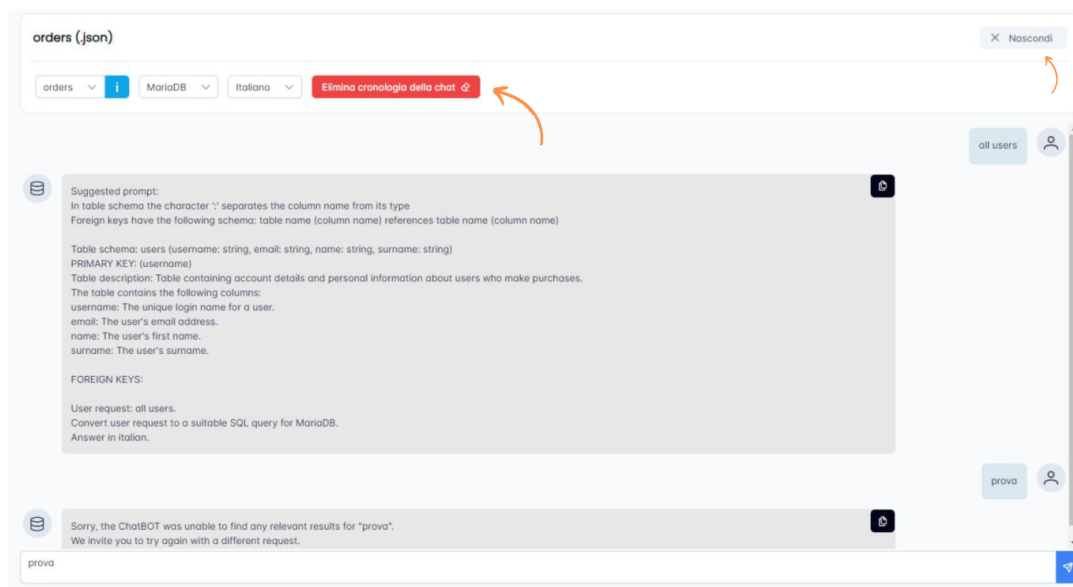 orders (.json)
Nascondi
orders
i
MariaDB
Italiano
Elimina cronologia della chat
all users
Suggested prompt:
In table schema the character ':' separates the column name from its type
Foreign keys have the following schema: table name (column name) references table name (column name)
Table schema: users (username: string, email: string, name: string, surname: string)
PRIMARY KEY: (username)
Table description: Table containing account details and personal information about users who make purchases.
The table contains the following columns:
username: The unique login name for a user.
email: The user's email address.
name: The user's first name.
surname: The user's surname.
FOREIGN KEYS:
User request: all users.
Convert user request to a suitable SQL query for MariaDB.
Answer in italian.
prova
Sorry, the ChatBOT was unable to find any relevant results for "prova".
We invite you to try again with a different request.
prova